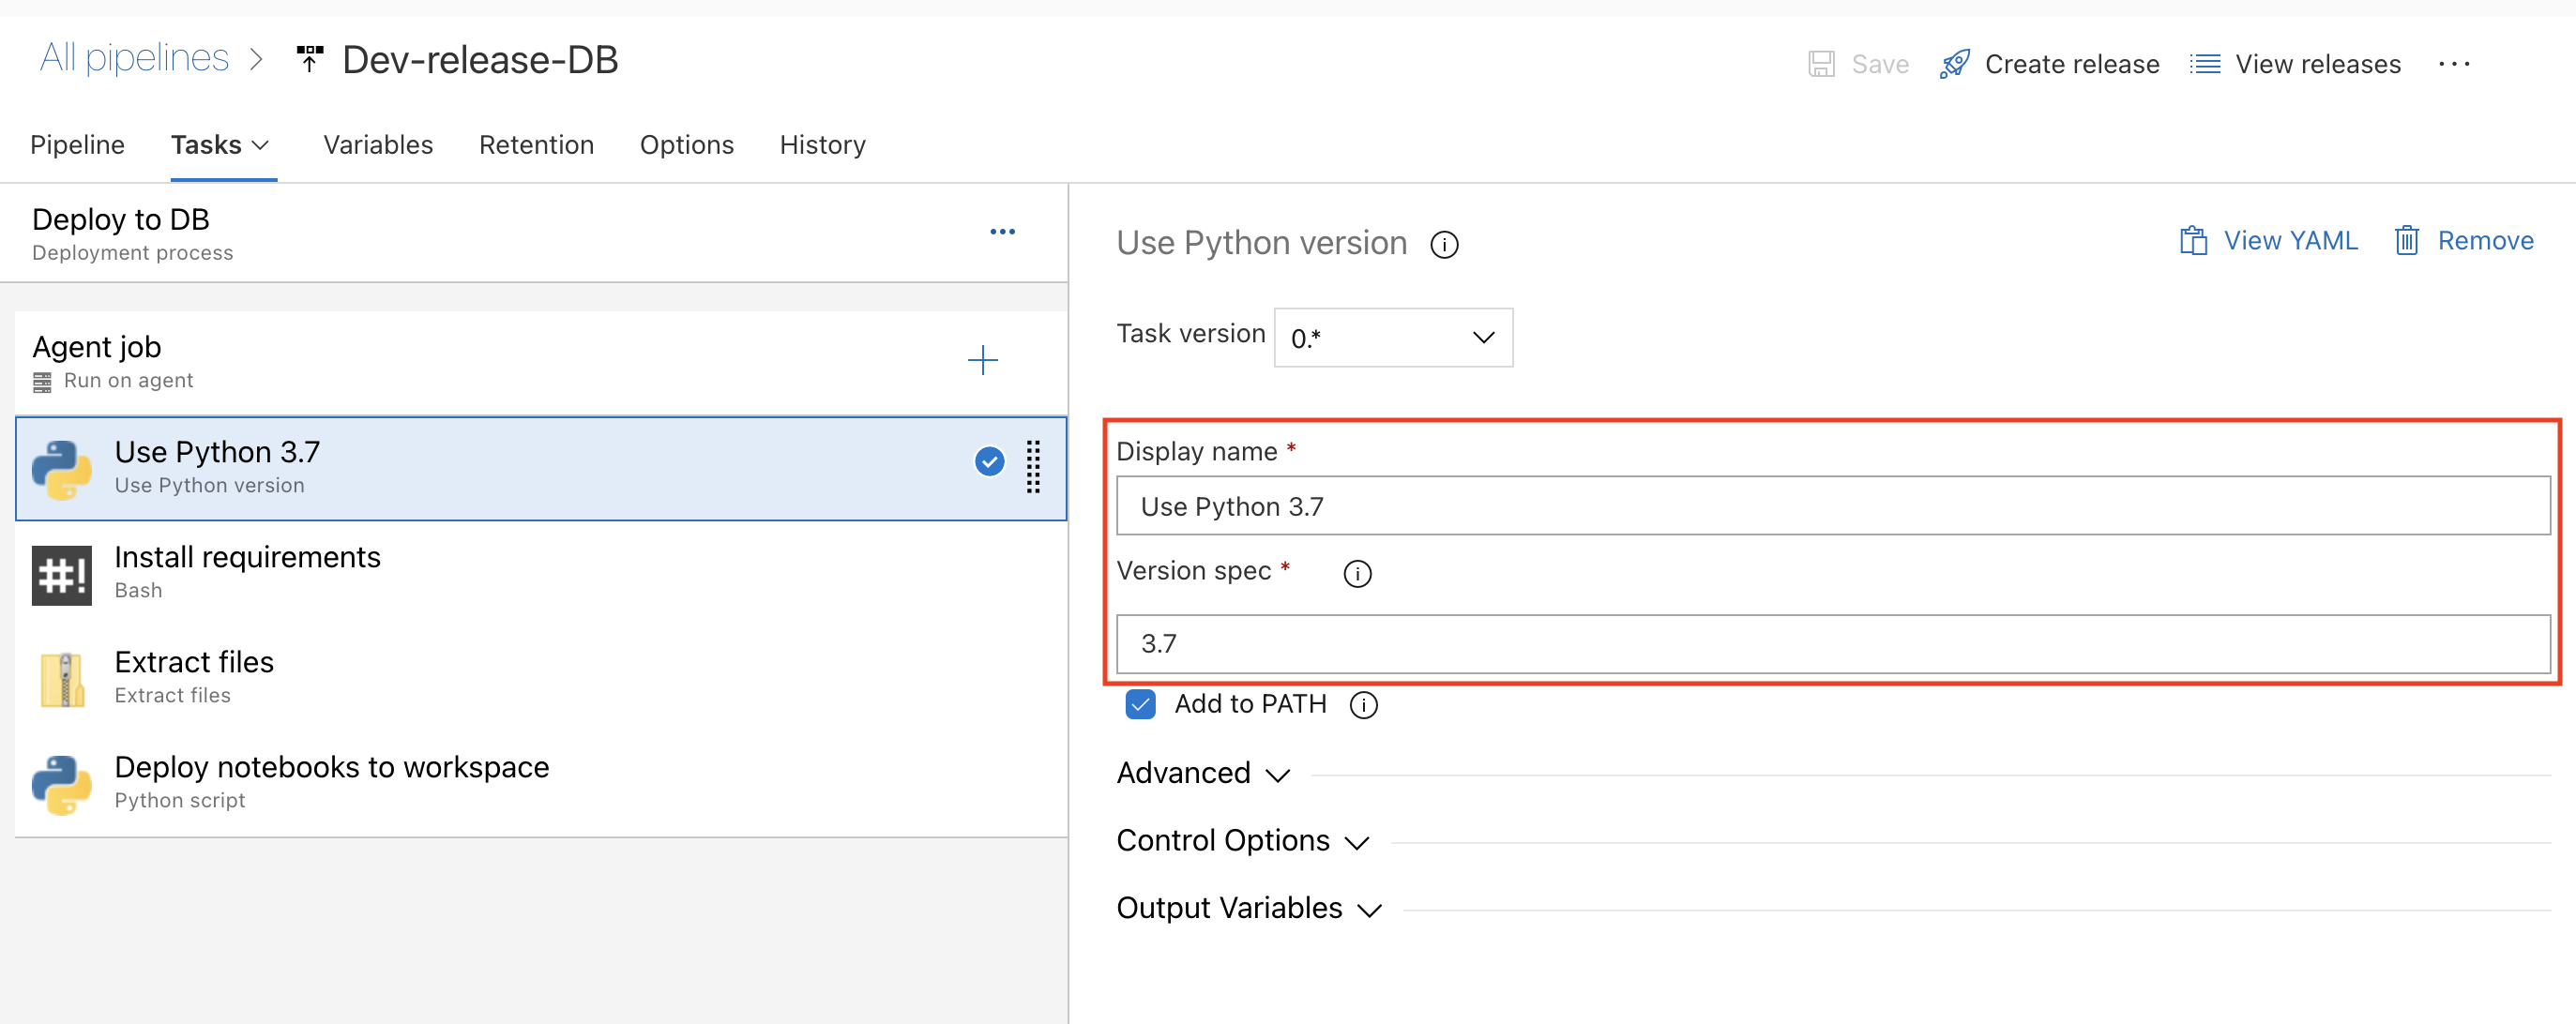 All pipelines > Dev-release-DB
Save Create release View releases ...
Pipeline Tasks Variables Retention Options History
Deploy to DB
Deployment process
Agent job
Run on agent
Use Python 3.7
Use Python version
#! Install requirements
Bash
Extract files
Extract files
Deploy notebooks to workspace
Python script
Use Python version
View YAML Remove
Task version 0.*
Display name *
Use Python 3.7
Version spec *
3.7
Add to PATH
Advanced
Control Options
Output Variables